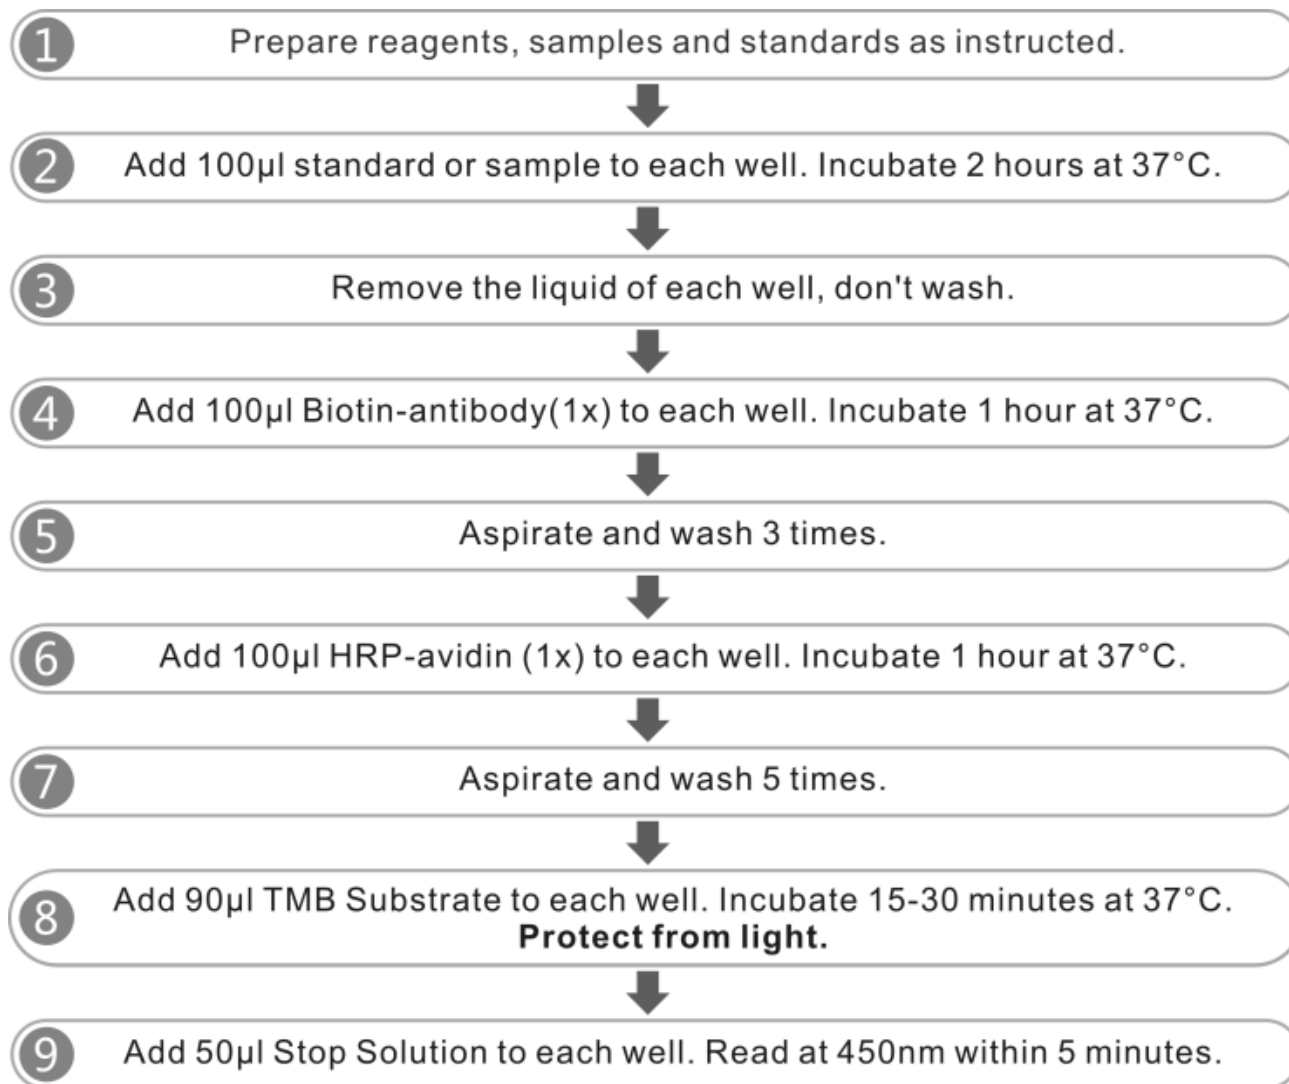 1 Prepare reagents, samples and standards as instructed.
2 Add 100µl standard or sample to each well. Incubate 2 hours at 37°C.
3 Remove the liquid of each well, don't wash.
4 Add 100µl Biotin-antibody(1x) to each well. Incubate 1 hour at 37°C.
5 Aspirate and wash 3 times.
6 Add 100µl HRP-avidin (1x) to each well. Incubate 1 hour at 37°C.
7 Aspirate and wash 5 times.
8 Add 90µl TMB Substrate to each well. Incubate 15-30 minutes at 37°C.
Protect from light.
9 Add 50µl Stop Solution to each well. Read at 450nm within 5 minutes.